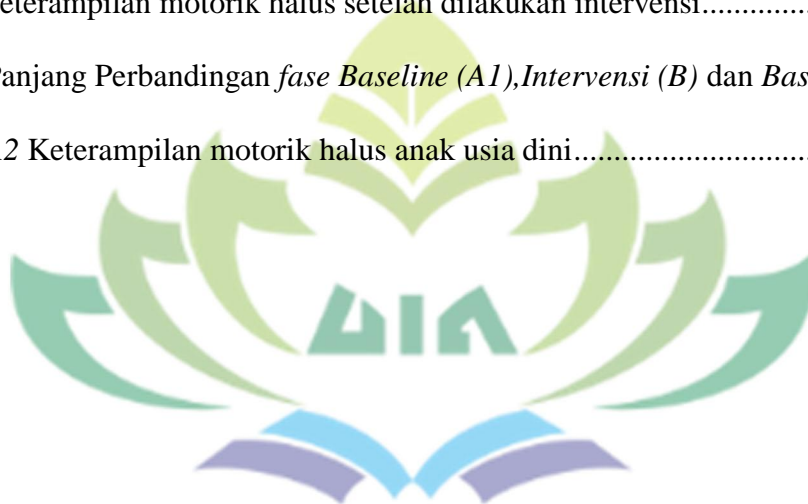 eterampilan motorik halus setelah dilakukan intervensi.............
Panjang Perbandingan fase Baseline (A1),Intervensi (B) dan Bas
2 Keterampilan motorik halus anak usia dini..........................
UIN